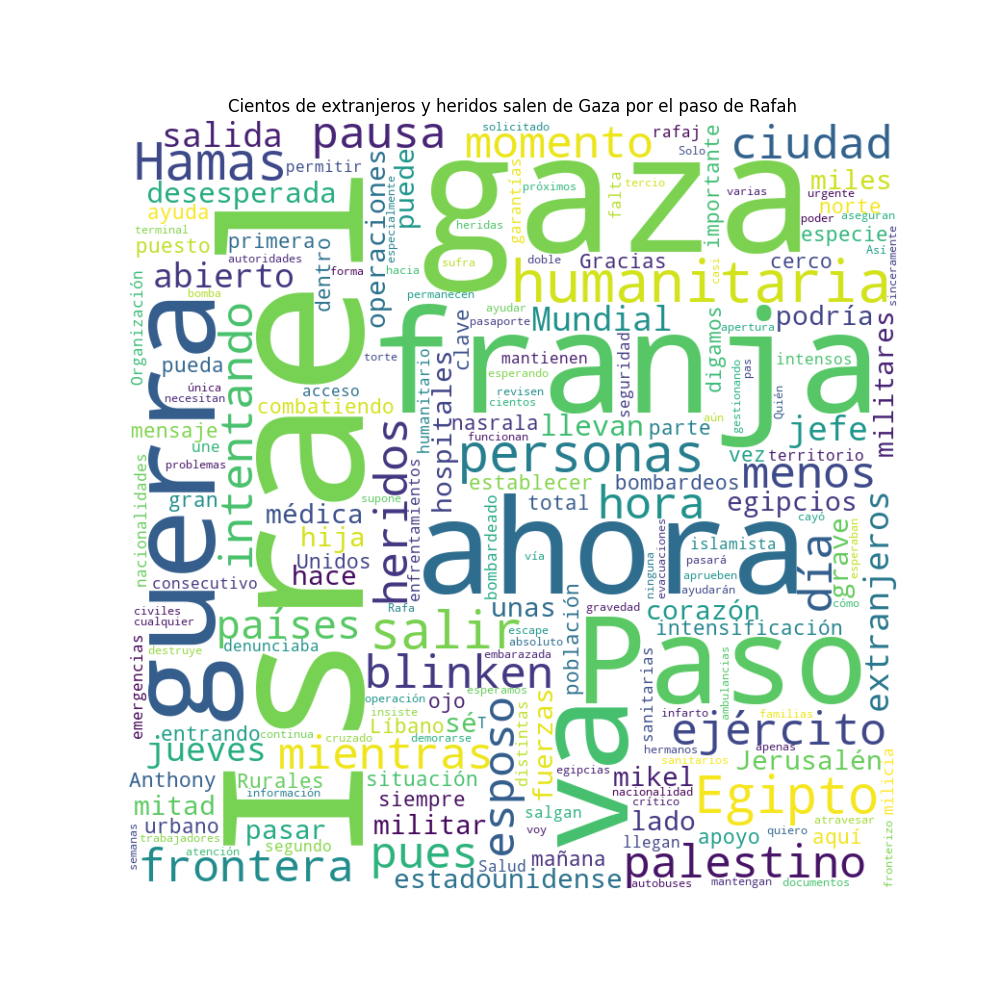 Cientos de extranjeros y heridos salen de Gaza por el paso de Rafah
salida
pausa
solicitado
momento
rafaj
Solo
ciudad
Hamas
permitir
operaciones
especialmente
puede
gaza
garantías
próximos
tercio
falta
importante
varias
miles
urgente
norte
desesperada
ayuda
terminal
puesto
primera
autoridades
dentro
Israel
heridas
sufra
doble
Gracias
casi
poder
aseguran
especie
Así
cerco
sinceramente
abierto
bomba
forma
hacia
humanitaria
Organización
guerra
intentando
permanecen
ayudar
pasaporte
Mundial
podría
franja
clave
seguridad
digamos
apertura
militares
pueda
única
necesitan
acceso
torte
humanitario
mantienen
esperando
revisen
cientos
gestionando
pas
Quién
intensos
combatiendo
mensaje
une
problemas
gran
nacionalidades
heridos
hospitales
nasrala
funcionan
llevan
parte
aún
vez
territorio
jefe
personas
establecer
bombardeos
menos
médica
hija
Unidos
hace
supone
enfrentamientos
bombardeado
total
hora
egipcios
cayó
ahora
vía
islamista
pasará
aprueben
ayudarán
ninguna
evacuaciones
día
grave
esperaban
cómo
extranjeros
consecutivo
civiles
cualquier
países
denunciaba
Rafa
salir
unas
escape
absoluto
embarazada
población
gravedad
corazón
intensificación
destruye
emergencias
blinken
va
Paso
sanitarias
ambulancias
operación
insiste
esperamos
ojo
Líbano
sé
T
demorarse
esposo
distintas
fuerzas
entrando
continua
cruzado
jueves
mientras
infarto
familias
ejército
hermanos
apenas
sanitarios
Jerusalén
Anthony
Rurales
información
situación
egipcias
mikel
nacionalidad
crítico
Egipto
milicia
mitad
siempre
salgan
urbano
pasar
militar
voy
lado
apoyo
quiero
atravesar
aquí
semanas
trabajadores
atención
segundo
pues
Salud
mañana
llegan
palestino
fronterizo
frontera
estadounidense
autobuses
mantengan
documentos